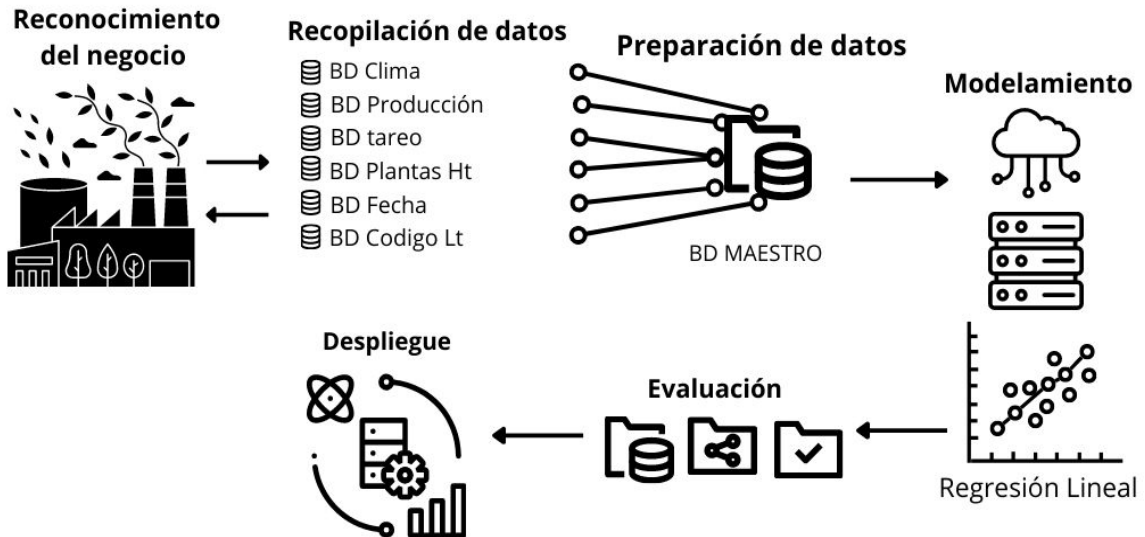 Reconocimiento
del negocio
Recopilación de datos
BD Clima
BD Producción
BD tareo
BD Plantas Ht
BD Fecha
BD Codigo Lt
Preparación de datos
BD MAESTRO
Modelamiento
Regresión Lineal
Evaluación
Despliegue